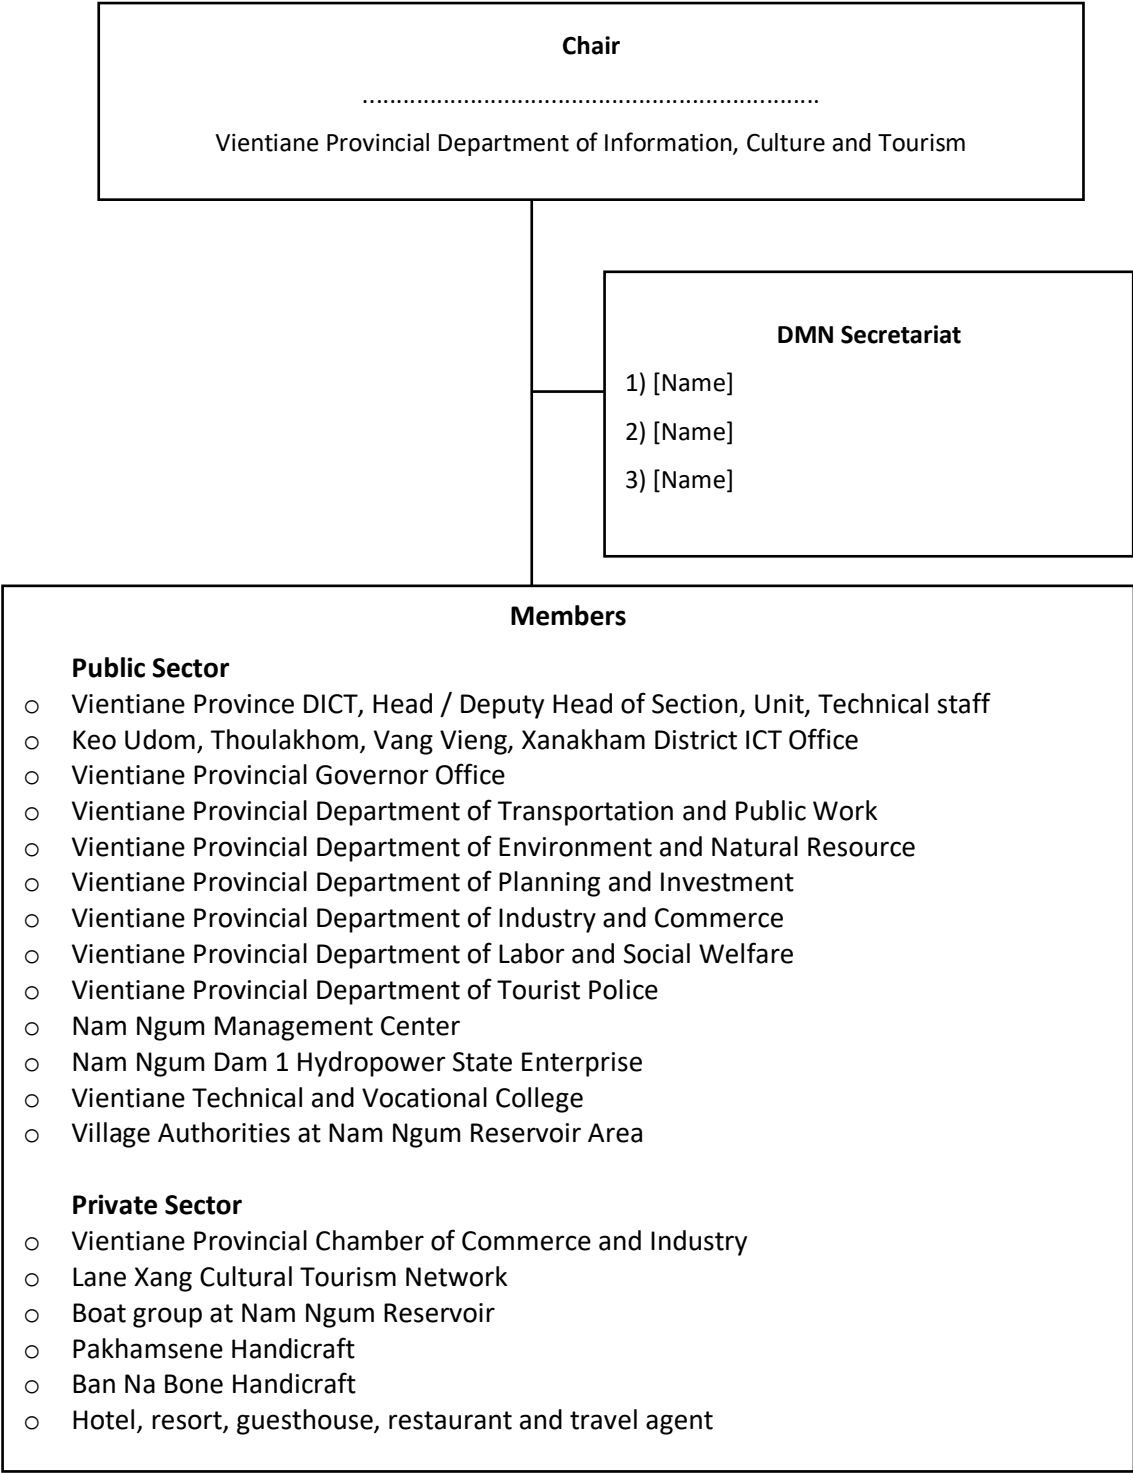 Chair
....................................................................
Vientiane Provincial Department of Information, Culture and Tourism
DMN Secretariat
1) [Name]
2) [Name]
3) [Name]
Members
Public Sector
o Vientiane Province DICT, Head / Deputy Head of Section, Unit, Technical staff
o Keo Udom, Thoulakhom, Vang Vieng, Xanakham District ICT Office
o Vientiane Provincial Governor Office
o Vientiane Provincial Department of Transportation and Public Work
o Vientiane Provincial Department of Environment and Natural Resource
o Vientiane Provincial Department of Planning and Investment
o Vientiane Provincial Department of Industry and Commerce
o Vientiane Provincial Department of Labor and Social Welfare
o Vientiane Provincial Department of Tourist Police
o Nam Ngum Management Center
o Nam Ngum Dam 1 Hydropower State Enterprise
o Vientiane Technical and Vocational College
o Village Authorities at Nam Ngum Reservoir Area
Private Sector
o Vientiane Provincial Chamber of Commerce and Industry
o Lane Xang Cultural Tourism Network
o Boat group at Nam Ngum Reservoir
o Pakhamsene Handicraft
o Ban Na Bone Handicraft
o Hotel, resort, guesthouse, restaurant and travel agent